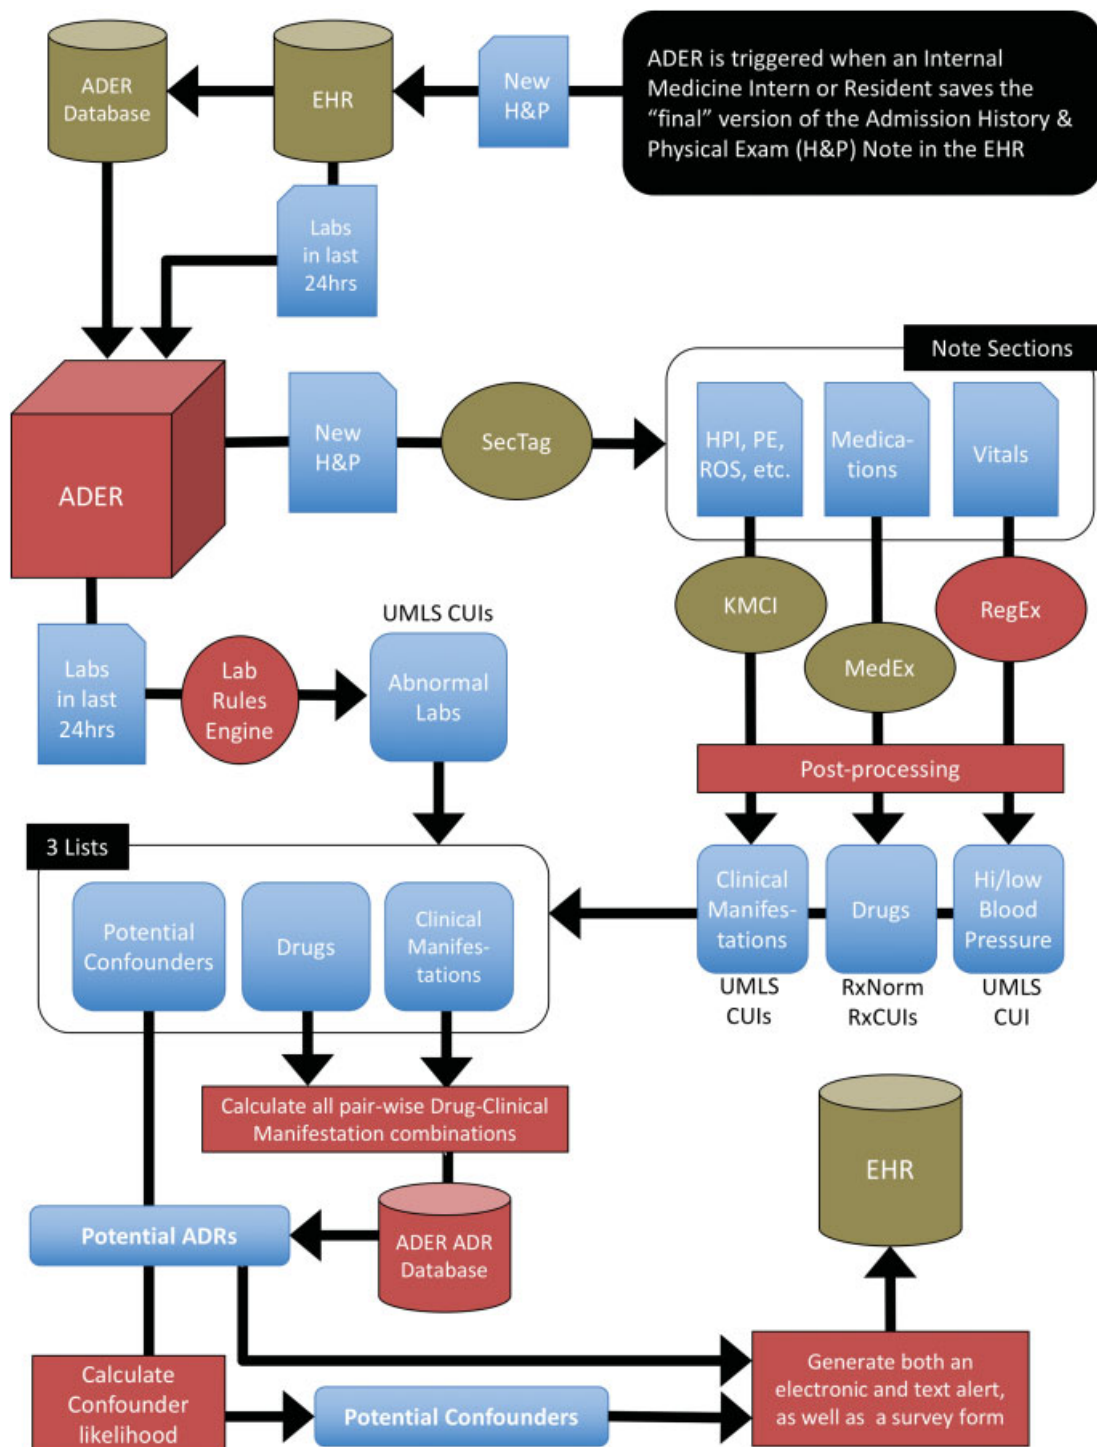 ADER
Database
EHR
New
H&P
ADER is triggered when an Internal
Medicine Intern or Resident saves the
“final” version of the Admission History &
Physical Exam (H&P) Note in the EHR
Labs
in last
24hrs
Note Sections
ADER
New
H&P
SecTag
HPI, PE,
ROS, etc.
Medica-
tions
Vitals
KMCI
MedEx
RegEx
Labs
in last
24hrs
Lab
Rules
Engine
UMLS CUIs
Abnormal
Labs
Post-processing
3 Lists
Potential
Confounders
Drugs
Clinical
Manifes-
tations
Clinical
Manifes-
tations
UMLS
CUIs
Drugs
RxNorm
RxCUIs
Hi/low
Blood
Pressure
UMLS
CUI
Calculate all pair-wise Drug-Clinical
Manifestation combinations
EHR
Potential ADRs
ADER ADR
Database
Calculate
Confounder
likelihood
Potential Confounders
Generate both an
electronic and text alert,
as well as a survey form